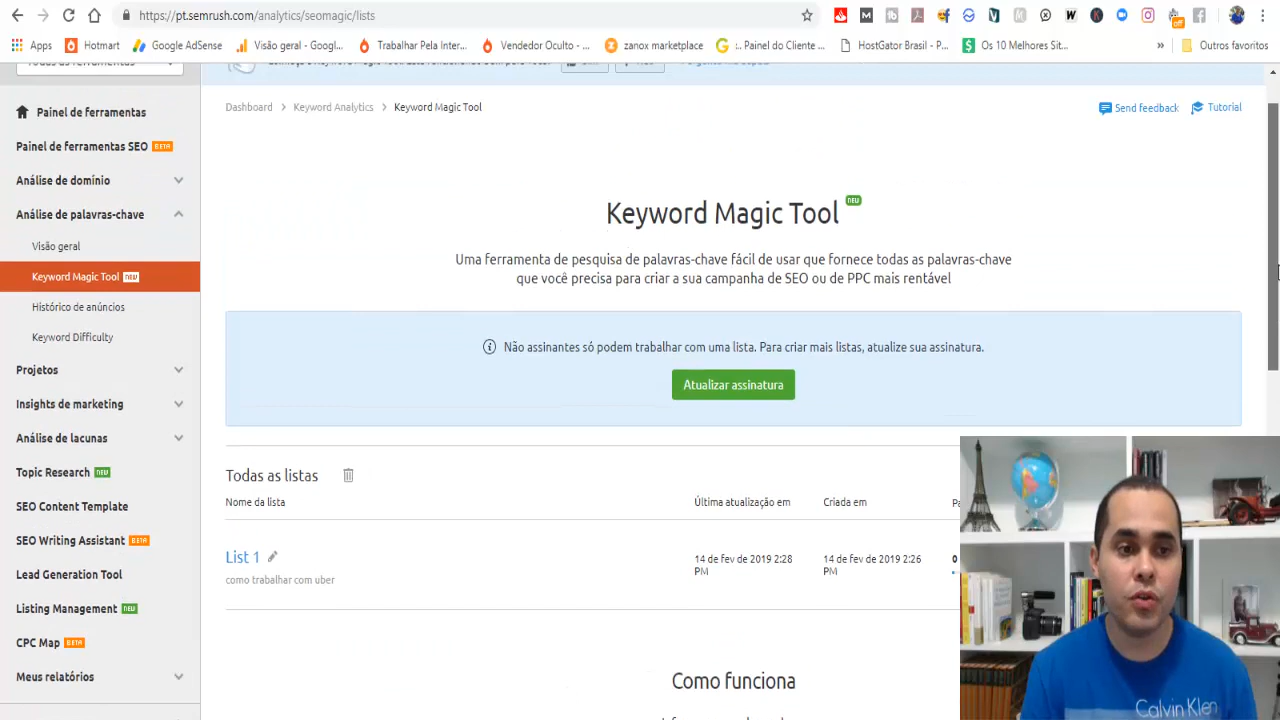 https://pt.semrush.com/analytics/seomagic/lists
Apps
Hotmart
Google AdSense
Visão geral - Goog...
Trabalhar Pela Inter...
Vendedor Oculto - ...
zanox marketplace
:. Painel do Cliente ...
HostGator Brasil - P...
Os 10 Melhores Sit...
»
Outros favoritos
Painel de ferramentas
Painel de ferramentas SEO BETA
Análise de domínio
Análise de palavras-chave
Visão geral
Keyword Magic Tool NEW
Histórico de anúncios
Keyword Difficulty
Projetos
Insights de marketing
Análise de lacunas
Topic Research NEW
SEO Content Template
SEO Writing Assistant BETA
Lead Generation Tool
Listing Management NEW
CPC Map BETA
Meus relatórios
Dashboard > Keyword Analytics > Keyword Magic Tool
Send feedback
Tutorial
Keyword Magic Tool NEW
Uma ferramenta de pesquisa de palavras-chave fácil de usar que fornece todas as palavras-chave
que você precisa para criar a sua campanha de SEO ou de PPC mais rentável
Não assinantes só podem trabalhar com uma lista. Para criar mais listas, atualize sua assinatura.
Atualizar assinatura
Todas as listas
Nome da lista
Última atualização em
Criada em
List 1
como trabalhar com uber
14 de fev de 2019 2:28
PM
14 de fev de 2019 2:26
PM
0
Como funciona
Calvin Klein